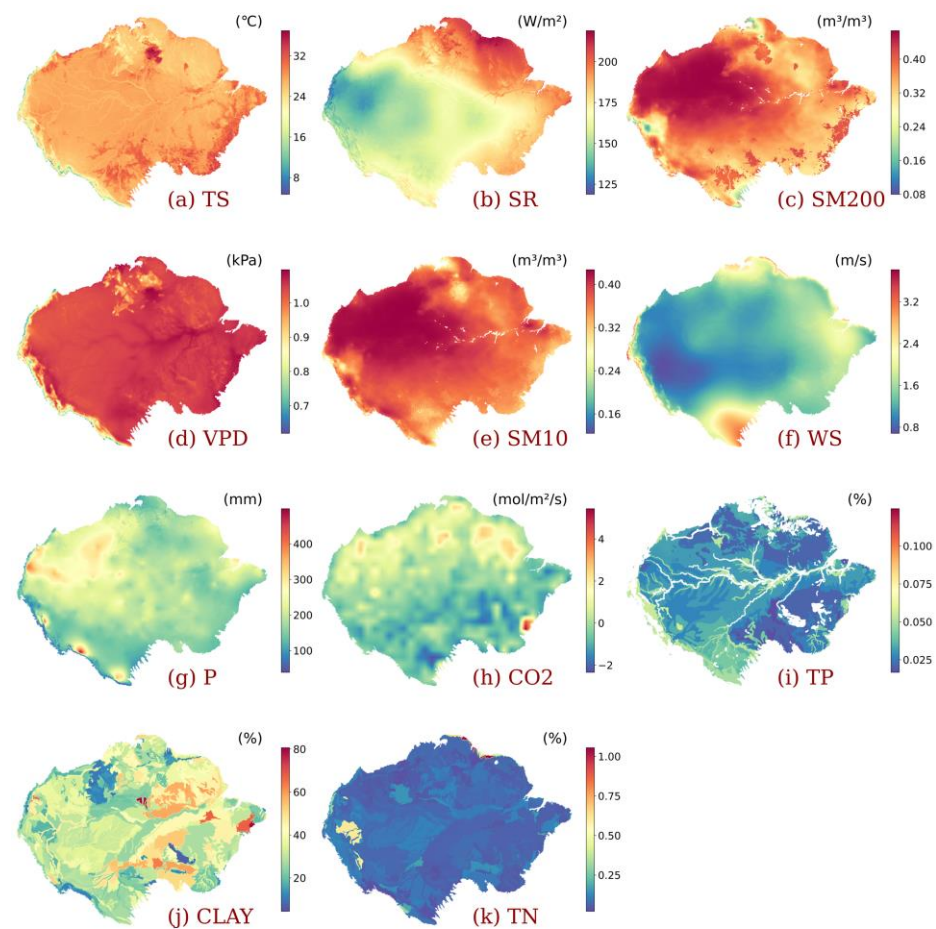 (℃)
32
24
16
8
(a) TS
(W/m²)
200
175
150
125
(b) SR
(m³/m³)
0.40
0.32
0.24
0.16
0.08
(c) SM200
(kPa)
1.0
0.9
0.8
0.7
(d) VPD
(m³/m³)
0.40
0.32
0.24
0.16
(e) SM10
(m/s)
3.2
2.4
1.6
0.8
(f) WS
(mm)
400
300
200
100
(g) P
(mol/m²/s)
4
2
0
−2
(h) CO2
(%)
0.100
0.075
0.050
0.025
(i) TP
(%)
80
60
40
20
(j) CLAY
(%)
1.00
0.75
0.50
0.25
(k) TN